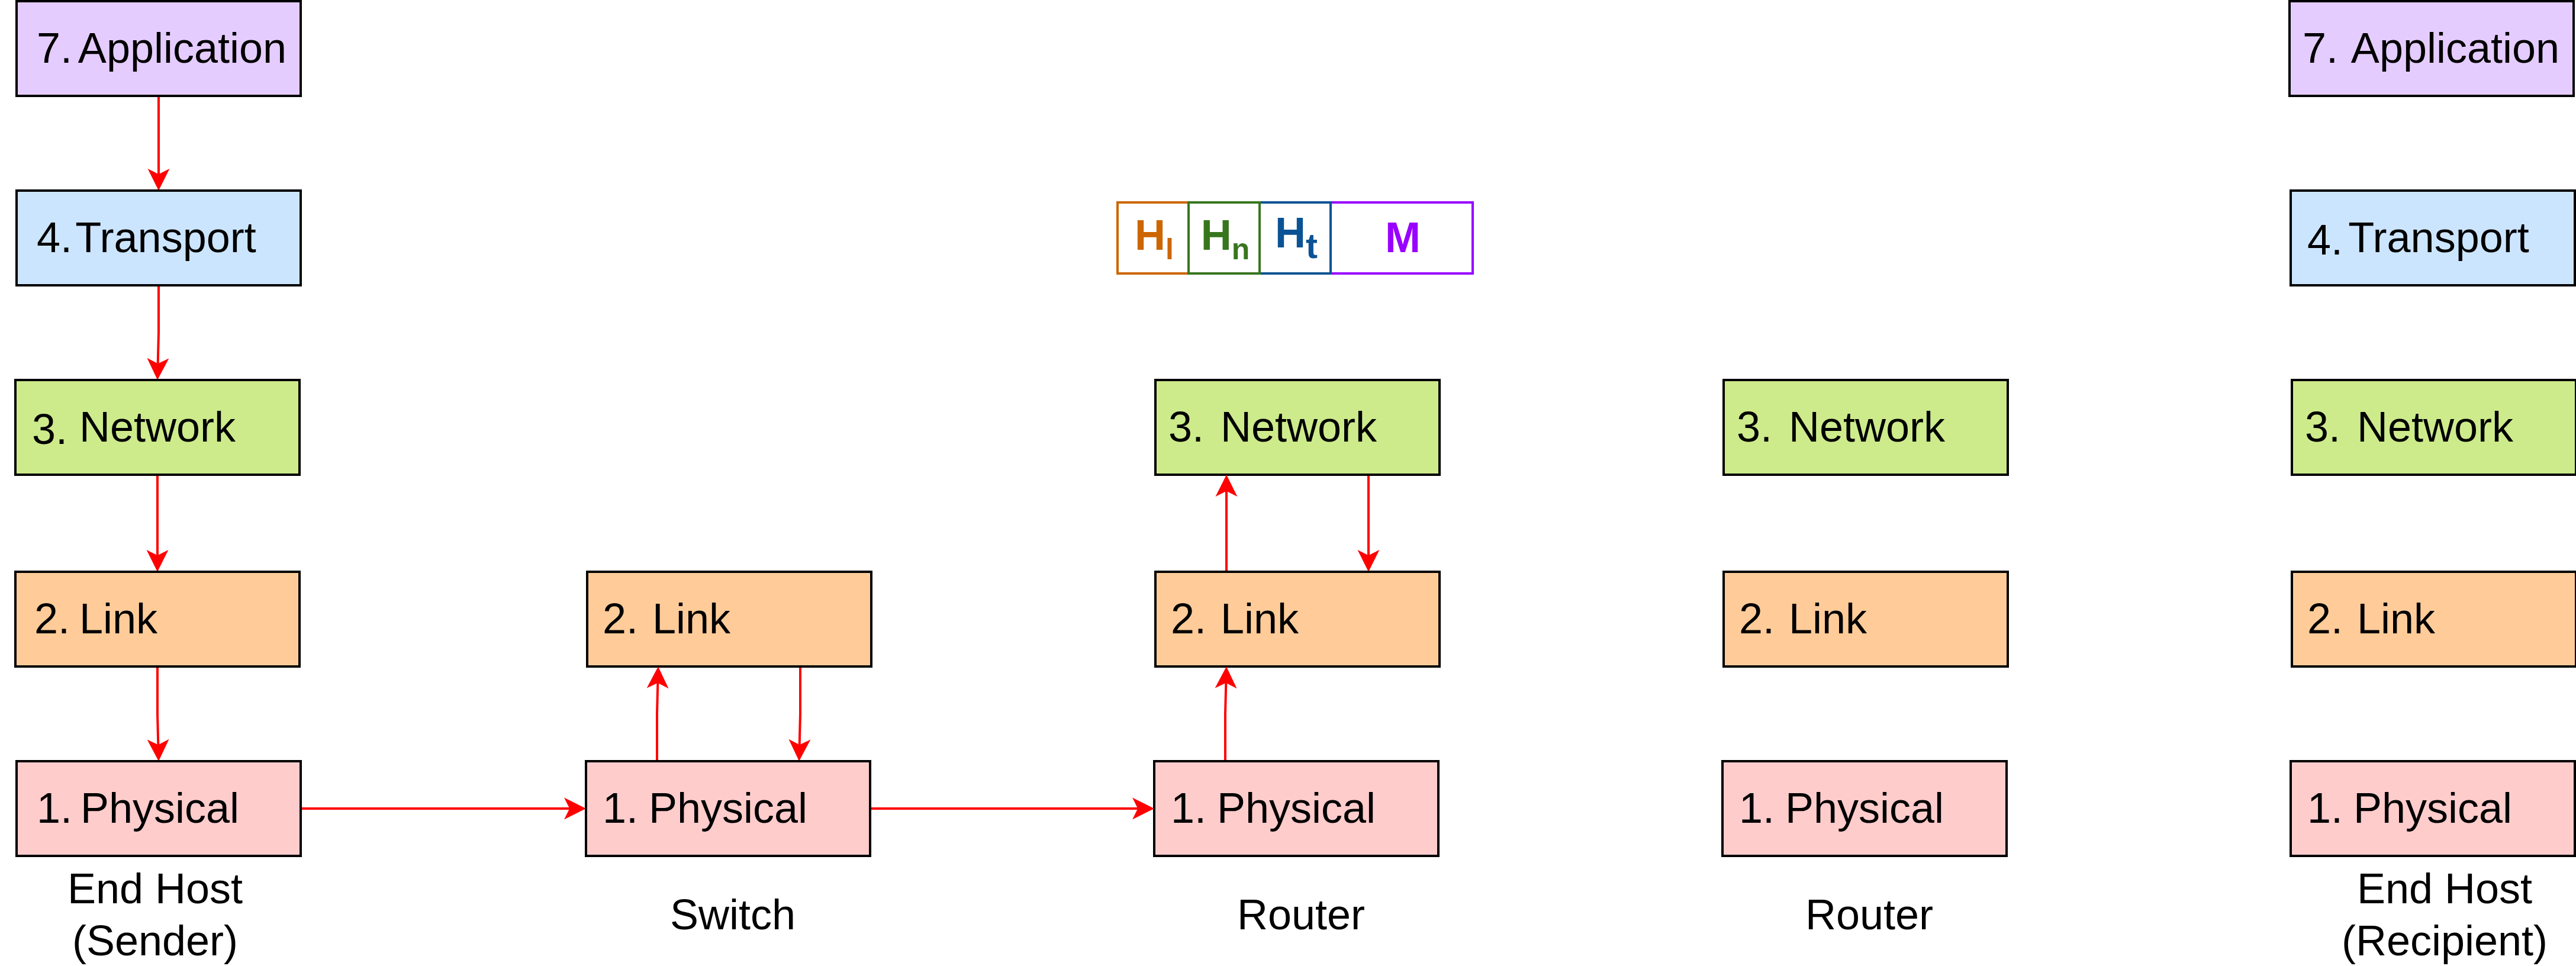 7. Application
7. Application
4. Transport
H_l H_n H_t M
4. Transport
3. Network
3. Network
3. Network
3. Network
2. Link
2. Link
2. Link
2. Link
2. Link
1. Physical
1. Physical
1. Physical
1. Physical
1. Physical
End Host
(Sender)
Switch
Router
Router
End Host
(Recipient)